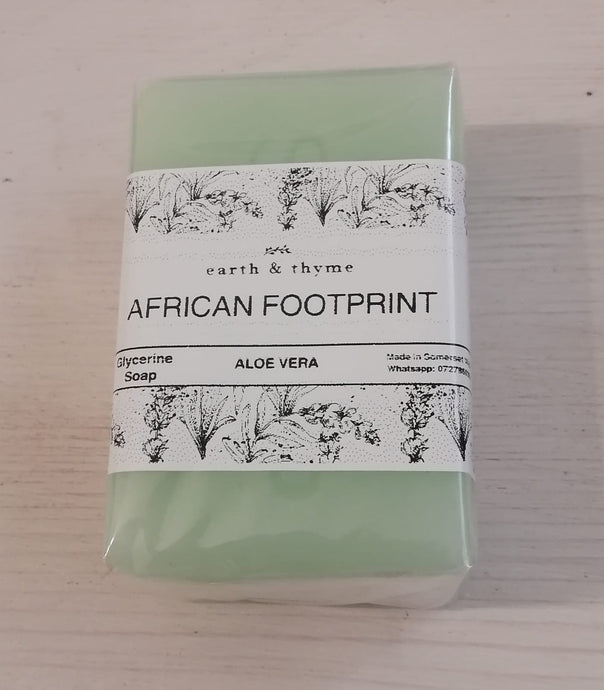 earth & thyme
AFRICAN FOOTPRINT
Glycerine
Soap
ALOE VERA
Made in Somerset
Whatsapp: